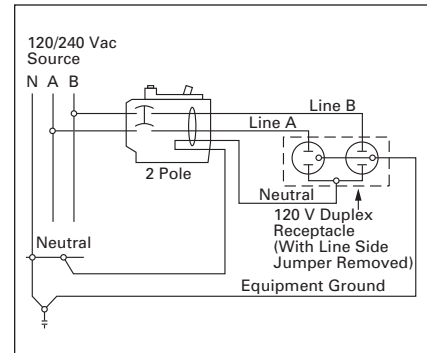 120/240 Vac
Source
N A B
Line B
Line A
2 Pole
Neutral
120 V Duplex
Receptacle
(With Line Side
Jumper Removed)
Neutral
Equipment Ground